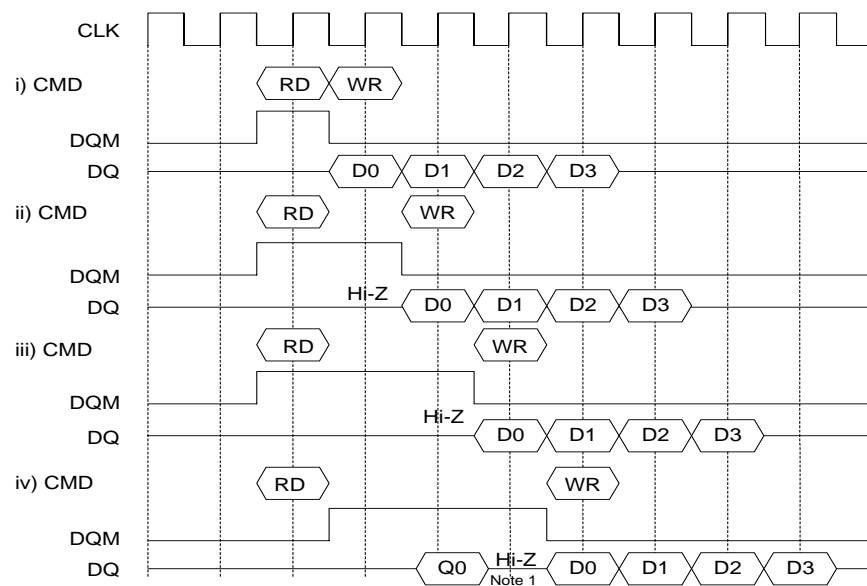 CLK
i) CMD RD WR
DQM
DQ D0 D1 D2 D3
ii) CMD RD WR
DQM
Hi-Z
DQ D0 D1 D2 D3
iii) CMD RD WR
DQM
Hi-Z
DQ D0 D1 D2 D3
iv) CMD RD WR
DQM
DQ Q0 Hi-Z D0 D1 D2 D3
Note 1